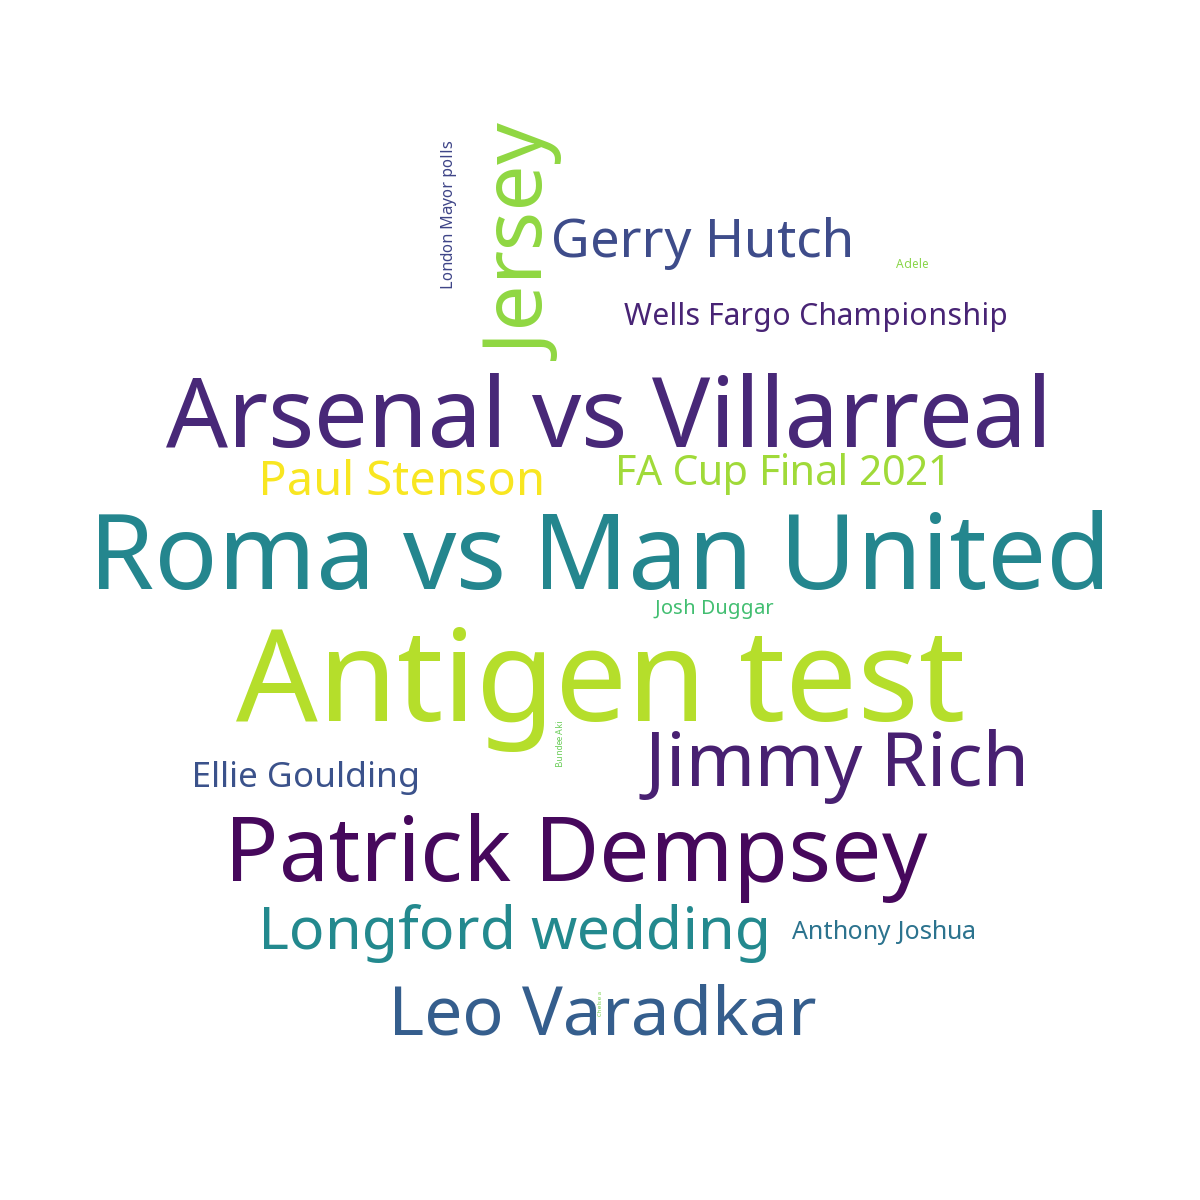 London Mayor polls
Jersey
Gerry Hutch
Adele
Wells Fargo Championship
Arsenal vs Villarreal
Paul Stenson
FA Cup Final 2021
Roma vs Man United
Josh Duggar
Antigen test
Bundee Aki
Jimmy Rich
Ellie Goulding
Patrick Dempsey
Longford wedding
Anthony Joshua
Leo Varadkar